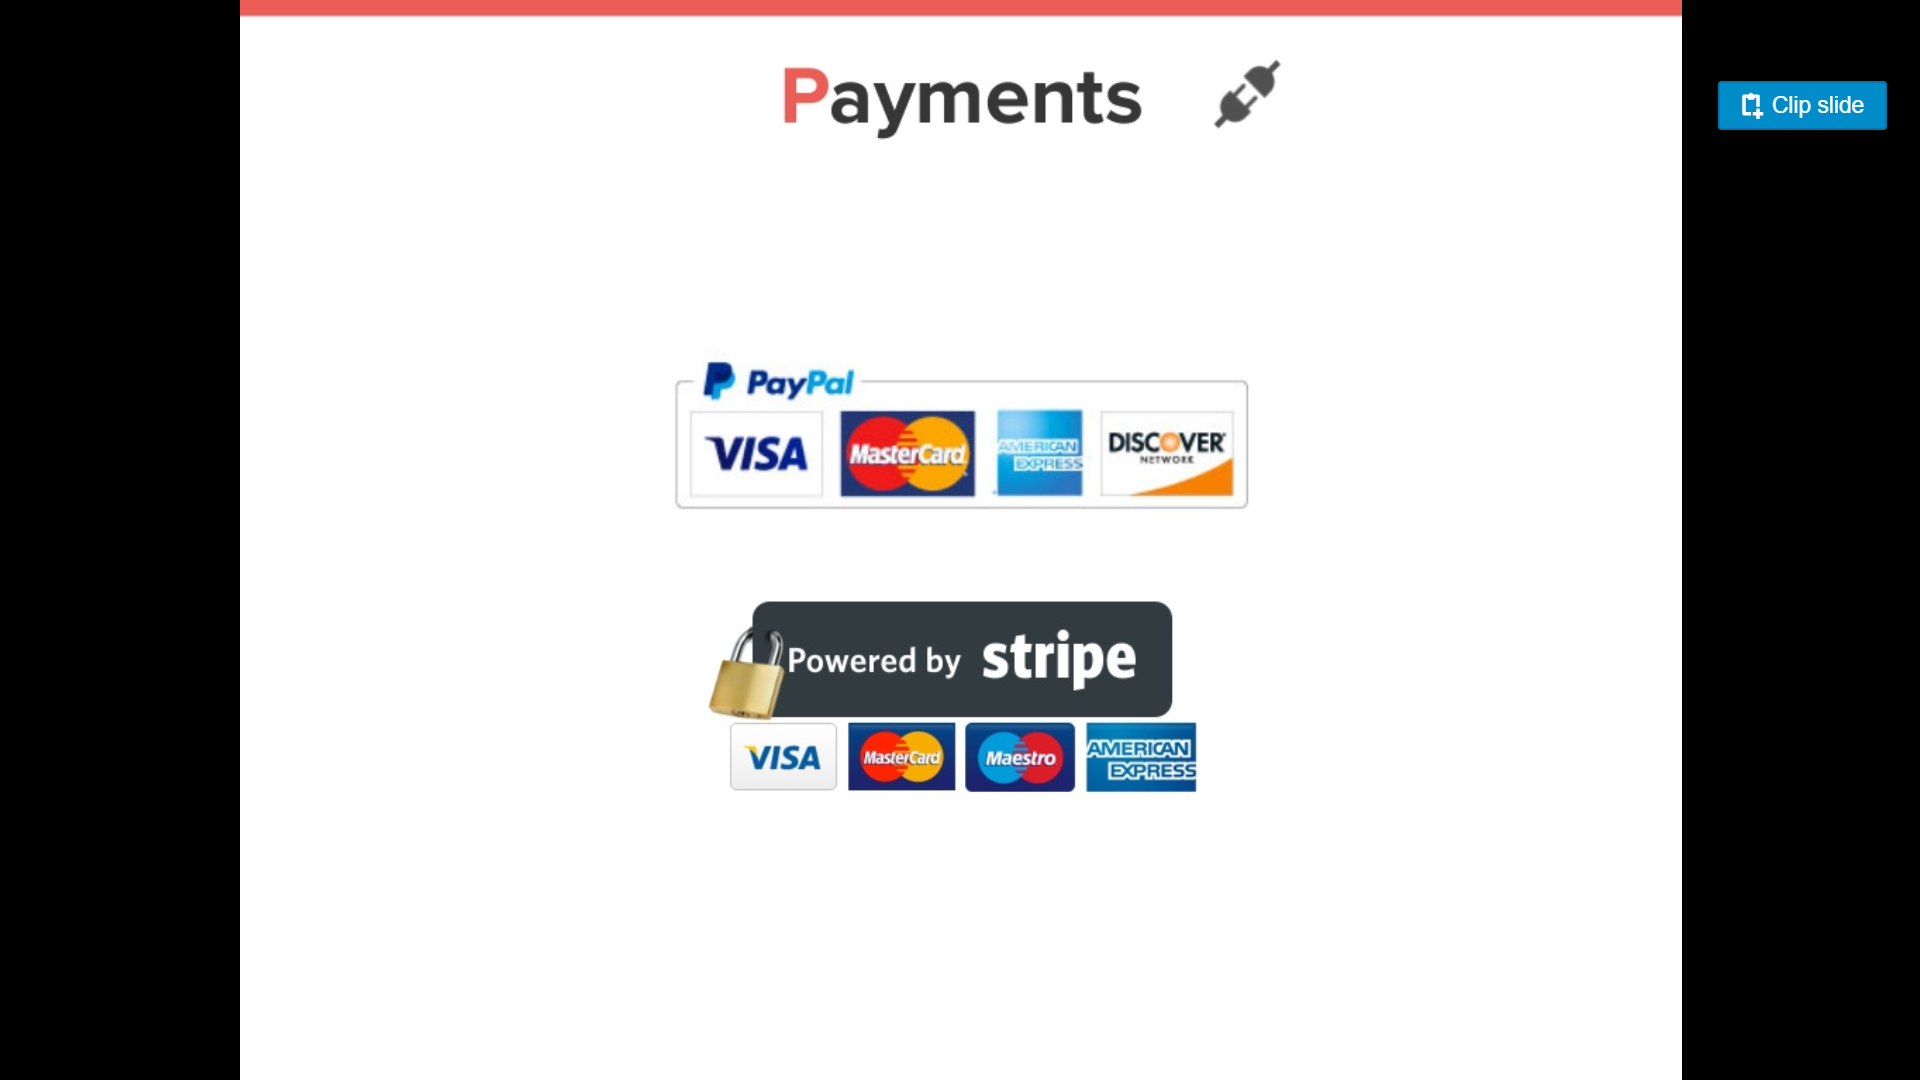 Payments
Clip slide
PayPal
VISA
MasterCard
AMERICAN
EXPRESS
DISCOVER
NETWORK
Powered by stripe
VISA
MasterCard
Maestro
AMERICAN
EXPRESS